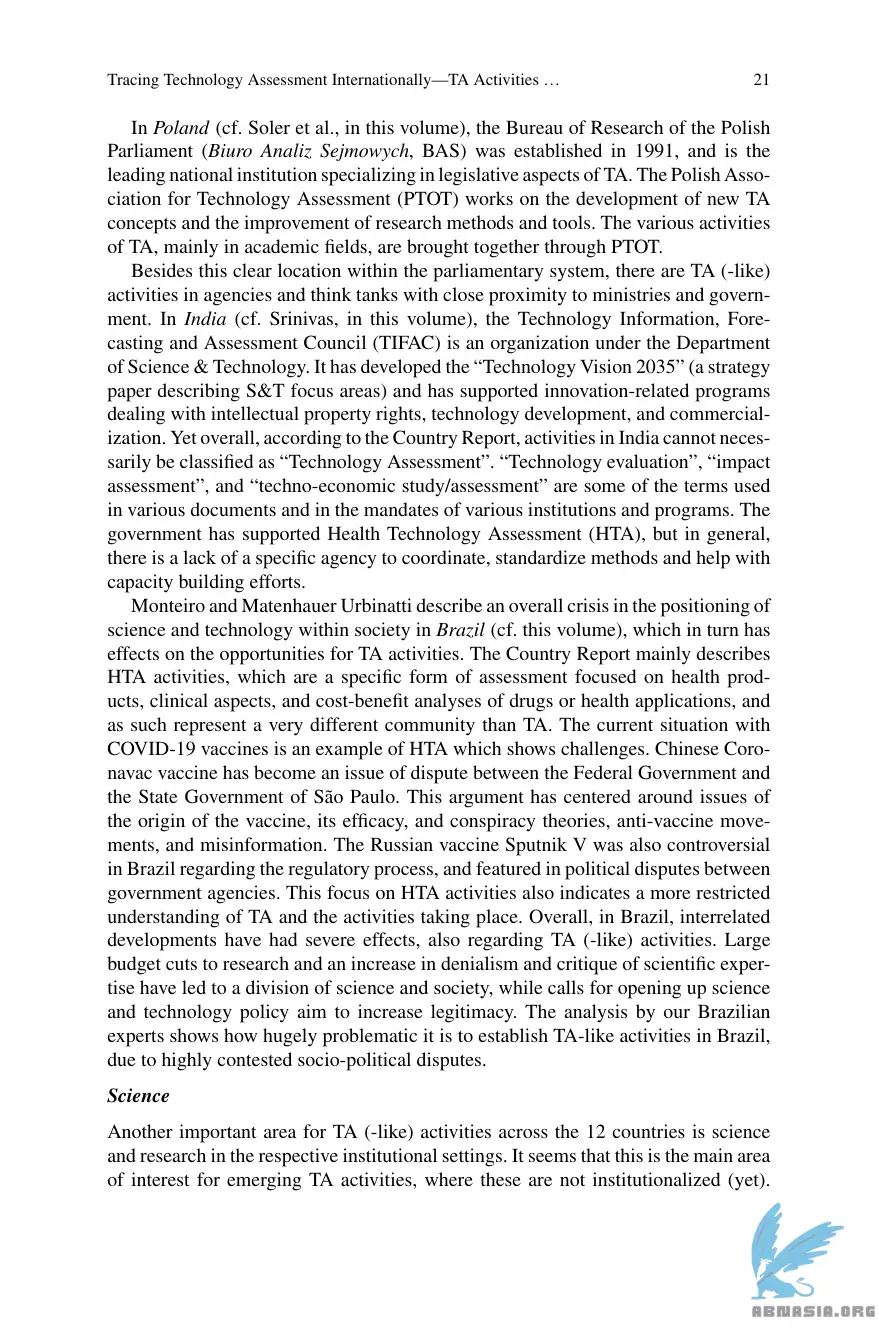 Tracing Technology Assessment Internationally—TA Activities … 21
In Poland (cf. Soler et al., in this volume), the Bureau of Research of the Polish
Parliament (Biuro Analiz Sejmowych, BAS) was established in 1991, and is the
leading national institution specializing in legislative aspects of TA. The Polish Asso-
ciation for Technology Assessment (PTOT) works on the development of new TA
concepts and the improvement of research methods and tools. The various activities
of TA, mainly in academic fields, are brought together through PTOT.
Besides this clear location within the parliamentary system, there are TA (-like)
activities in agencies and think tanks with close proximity to ministries and govern-
ment. In India (cf. Srinivas, in this volume), the Technology Information, Fore-
casting and Assessment Council (TIFAC) is an organization under the Department
of Science & Technology. It has developed the “Technology Vision 2035” (a strategy
paper describing S&T focus areas) and has supported innovation-related programs
dealing with intellectual property rights, technology development, and commercial-
ization. Yet overall, according to the Country Report, activities in India cannot neces-
sarily be classified as “Technology Assessment”. “Technology evaluation”, “impact
assessment”, and “techno-economic study/assessment” are some of the terms used
in various documents and in the mandates of various institutions and programs. The
government has supported Health Technology Assessment (HTA), but in general,
there is a lack of a specific agency to coordinate, standardize methods and help with
capacity building efforts.
Monteiro and Matenhauer Urbinatti describe an overall crisis in the positioning of
science and technology within society in Brazil (cf. this volume), which in turn has
effects on the opportunities for TA activities. The Country Report mainly describes
HTA activities, which are a specific form of assessment focused on health prod-
ucts, clinical aspects, and cost-benefit analyses of drugs or health applications, and
as such represent a very different community than TA. The current situation with
COVID-19 vaccines is an example of HTA which shows challenges. Chinese Coro-
navac vaccine has become an issue of dispute between the Federal Government and
the State Government of São Paulo. This argument has centered around issues of
the origin of the vaccine, its efficacy, and conspiracy theories, anti-vaccine move-
ments, and misinformation. The Russian vaccine Sputnik V was also controversial
in Brazil regarding the regulatory process, and featured in political disputes between
government agencies. This focus on HTA activities also indicates a more restricted
understanding of TA and the activities taking place. Overall, in Brazil, interrelated
developments have had severe effects, also regarding TA (-like) activities. Large
budget cuts to research and an increase in denialism and critique of scientific exper-
tise have led to a division of science and society, while calls for opening up science
and technology policy aim to increase legitimacy. The analysis by our Brazilian
experts shows how hugely problematic it is to establish TA-like activities in Brazil,
due to highly contested socio-political disputes.
Science
Another important area for TA (-like) activities across the 12 countries is science
and research in the respective institutional settings. It seems that this is the main area
of interest for emerging TA activities, where these are not institutionalized (yet).
ABNASIA.ORG